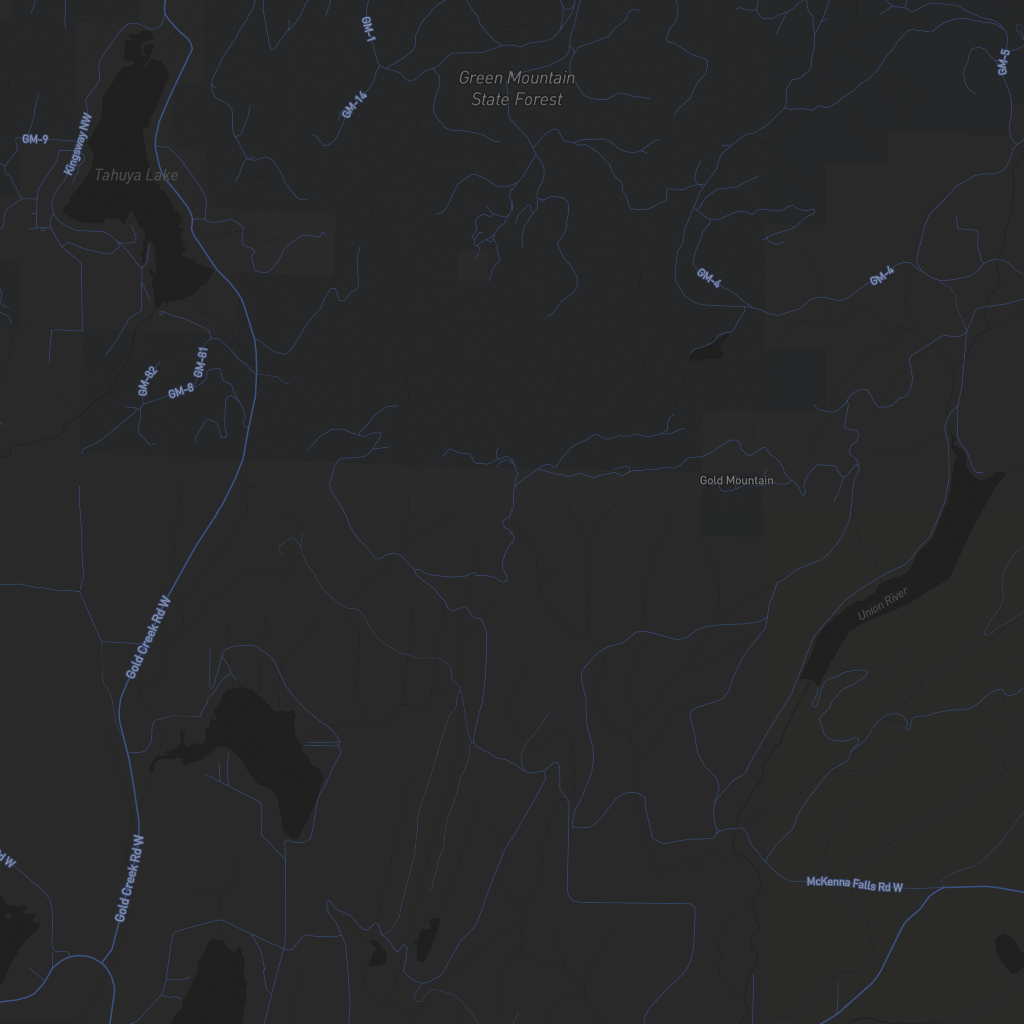 GM-1
GM-5
Green Mountain
State Forest
GM-14
GM-9
Kingsway NW
Tahuya Lake
GM-4
GM-4
GM-81
GM-82
GM-8
Gold Mountain
Union River
Gold Creek Rd W
Gold Creek Rd W
Rd W
McKenna Falls Rd W